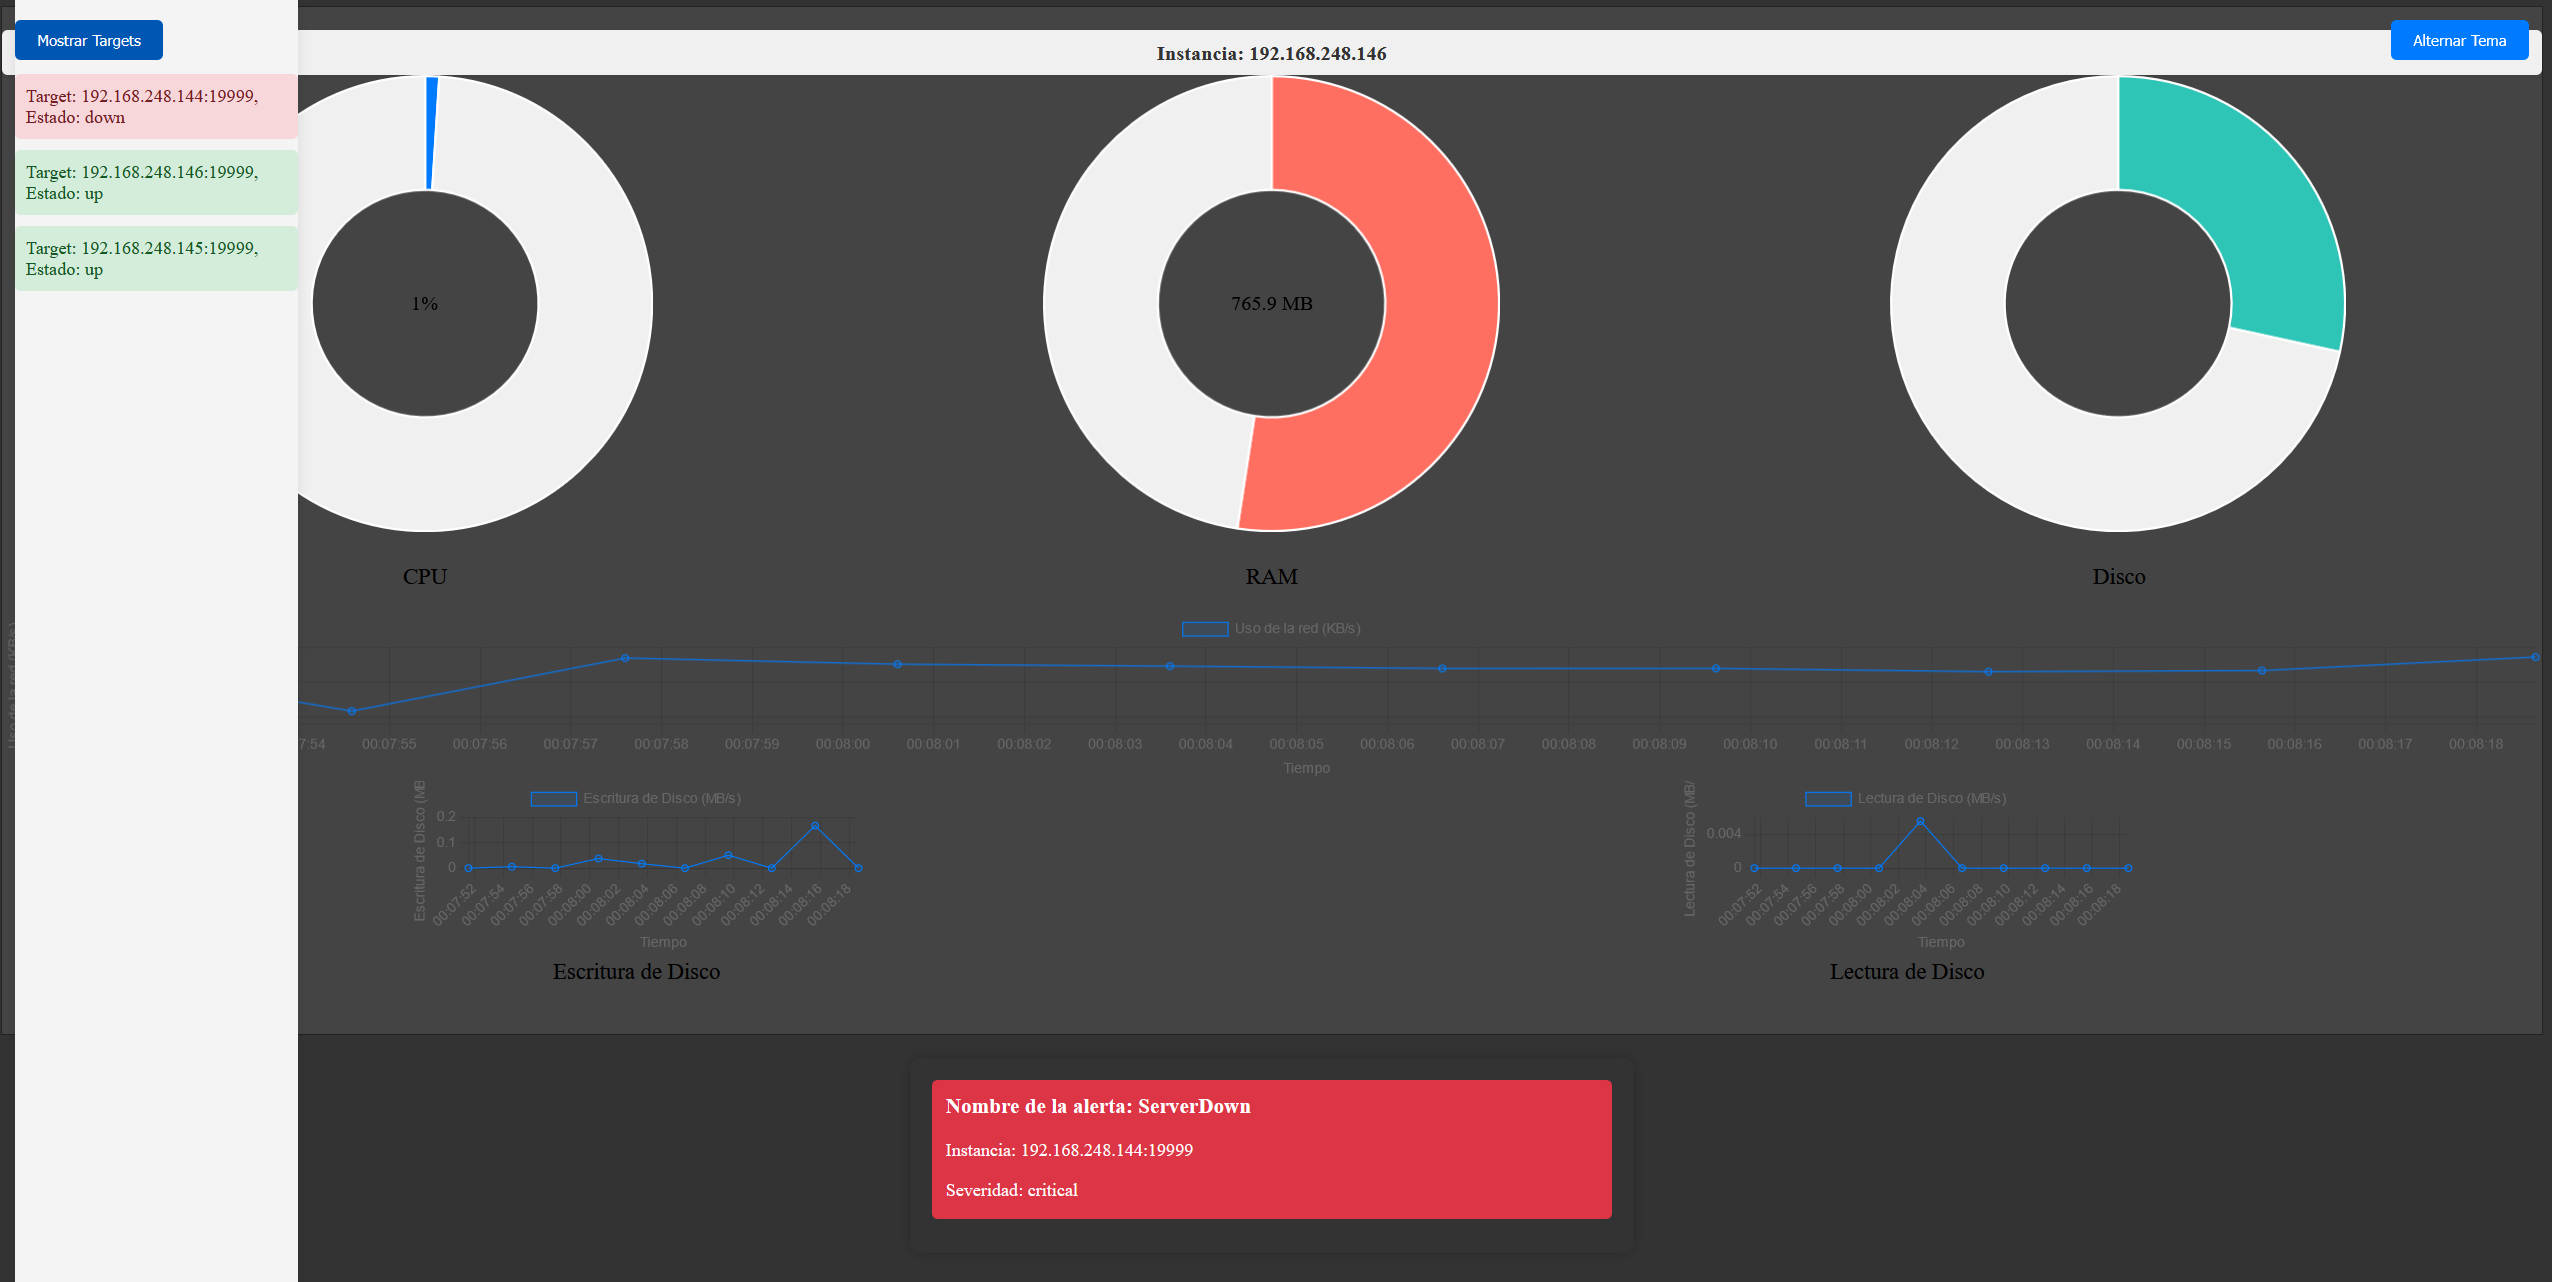 Mostrar Targets
Alternar Tema
Instancia: 192.168.248.146
Target: 192.168.248.144:19999,
Estado: down
Target: 192.168.248.146:19999,
Estado: up
Target: 192.168.248.145:19999,
Estado: up
1%
765.9 MB
CPU
RAM
Disco
Uso de la red (KB/s)
Uso de la red (KB/s)
7:54 00:07:55 00:07:56 00:07:57 00:07:58 00:07:59 00:08:00 00:08:01 00:08:02 00:08:03 00:08:04 00:08:05 00:08:06 00:08:07 00:08:08 00:08:09 00:08:10 00:08:11 00:08:12 00:08:13 00:08:14 00:08:15 00:08:16 00:08:17 00:08:18
Tiempo
Escritura de Disco (MB/s)
Escritura de Disco (MB
0.2
0.1
0
00:07:52 00:07:54 00:07:56 00:07:58 00:08:00 00:08:02 00:08:04 00:08:06 00:08:08 00:08:10 00:08:12 00:08:14 00:08:16 00:08:18
Tiempo
Escritura de Disco
Lectura de Disco (MB/s)
Lectura de Disco (MB/
0.004
0
00:07:52 00:07:54 00:07:56 00:07:58 00:08:00 00:08:02 00:08:04 00:08:06 00:08:08 00:08:10 00:08:12 00:08:14 00:08:16 00:08:18
Tiempo
Lectura de Disco
Nombre de la alerta: ServerDown
Instancia: 192.168.248.144:19999
Severidad: critical